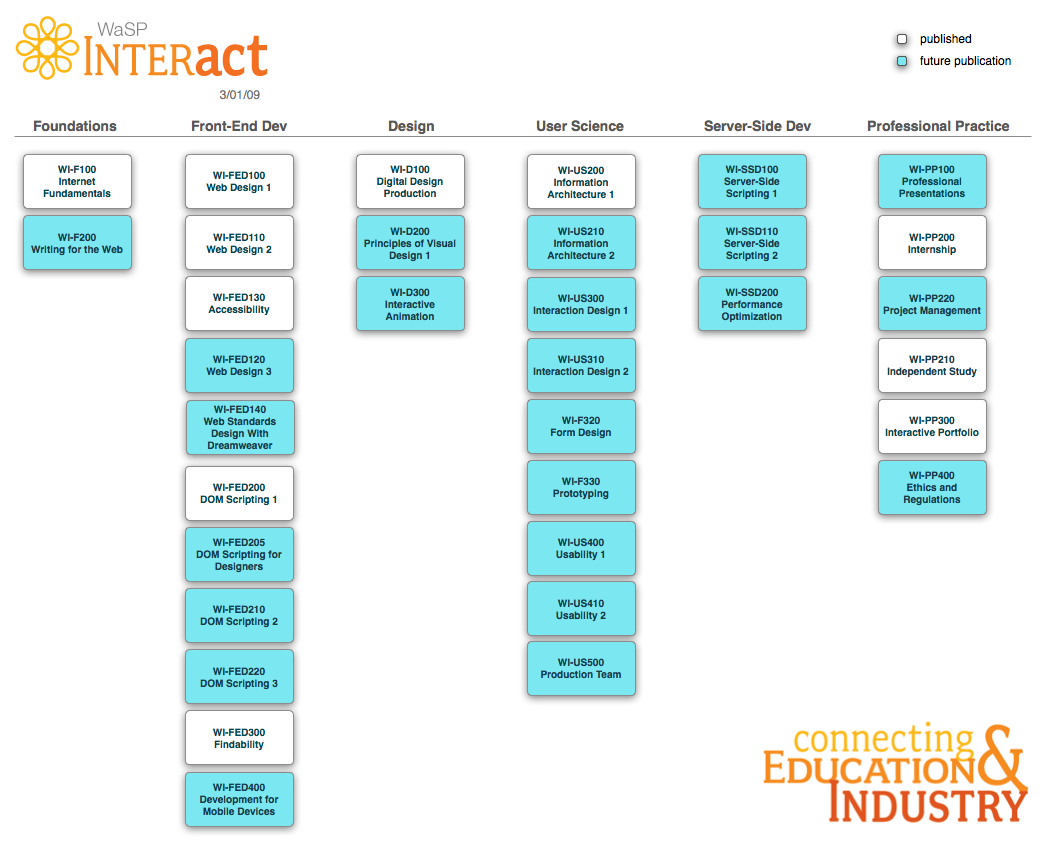 WaSP
INTERact
3/01/09
published
future publication
Foundations
Front-End Dev
Design
User Science
Server-Side Dev
Professional Practice
WI-F100
Internet
Fundamentals
WI-F200
Writing for the Web
WI-FED100
Web Design 1
WI-FED110
Web Design 2
WI-FED130
Accessibility
WI-FED120
Web Design 3
WI-FED140
Web Standards
Design With
Dreamweaver
WI-FED200
DOM Scripting 1
WI-FED205
DOM Scripting for
Designers
WI-FED210
DOM Scripting 2
WI-FED220
DOM Scripting 3
WI-FED300
Findability
WI-FED400
Development for
Mobile Devices
WI-D100
Digital Design
Production
WI-D200
Principles of Visual
Design 1
WI-D300
Interactive
Animation
WI-US200
Information
Architecture 1
WI-US210
Information
Architecture 2
WI-US300
Interaction Design 1
WI-US310
Interaction Design 2
WI-F320
Form Design
WI-F330
Prototyping
WI-US400
Usability 1
WI-US410
Usability 2
WI-US500
Production Team
WI-SSD100
Server-Side
Scripting 1
WI-SSD110
Server-Side
Scripting 2
WI-SSD200
Performance
Optimization
WI-PP100
Professional
Presentations
WI-PP200
Internship
WI-PP220
Project Management
WI-PP210
Independent Study
WI-PP300
Interactive Portfolio
WI-PP400
Ethics and
Regulations
connecting
EDUCATION &
INDUSTRY